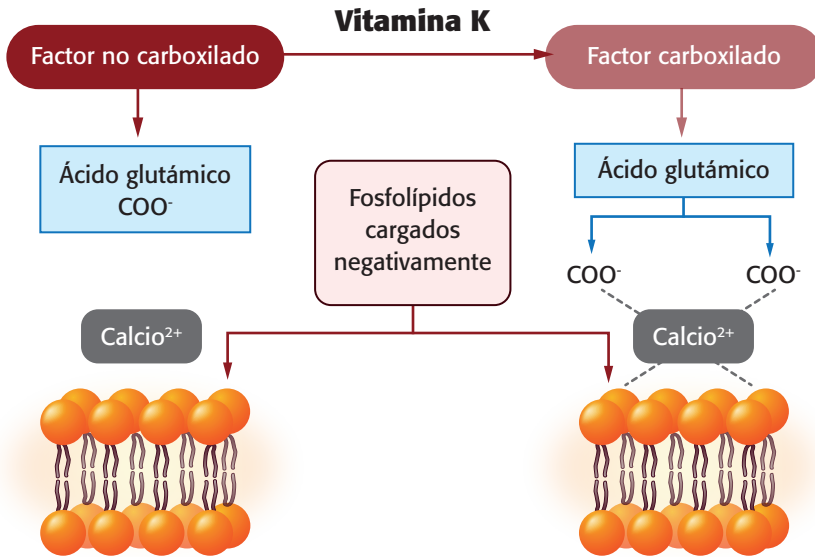 Vitamina K
Factor no carboxilado
Factor carboxilado
Ácido glutámico
COO⁻
Fosfolípidos
cargados
negativamente
Ácido glutámico
COO⁻
COO⁻
Calcio²⁺
Calcio²⁺